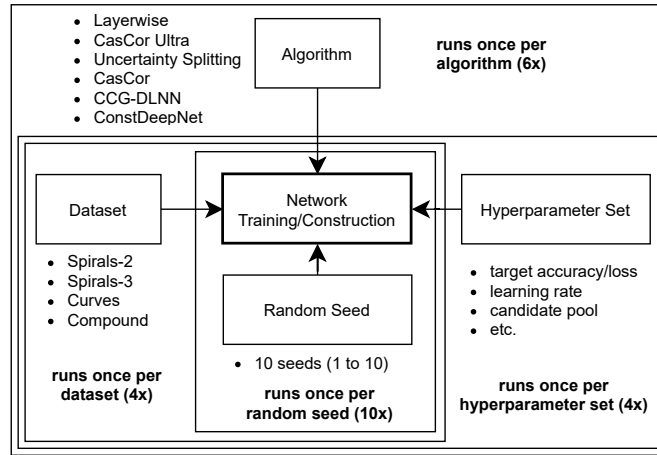 • Layerwise
• CasCor Ultra
• Uncertainty Splitting
• CasCor
• CCG-DLNN
• ConstDeepNet
Algorithm
runs once per
algorithm (6x)
Dataset
• Spirals-2
• Spirals-3
• Curves
• Compound
runs once per
dataset (4x)
Network
Training/Construction
Random Seed
• 10 seeds (1 to 10)
runs once per
random seed (10x)
Hyperparameter Set
• target accuracy/loss
• learning rate
• candidate pool
• etc.
runs once per
hyperparameter set (4x)